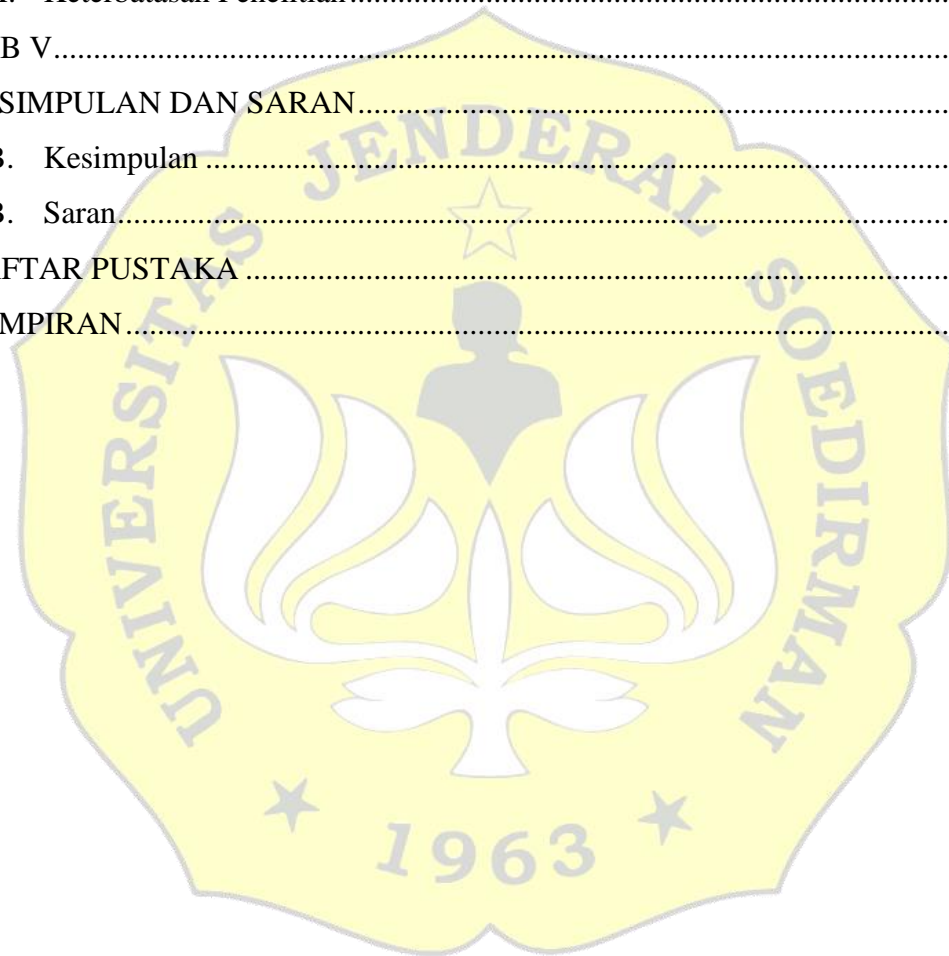 Keterbatasan Penelitian
B V
SIMPULAN DAN SARAN
Kesimpulan
Saran
FTAR PUSTAKA
MPIRAN
UNIVERSITAS JENDERAL SOEDIRMAN
1963